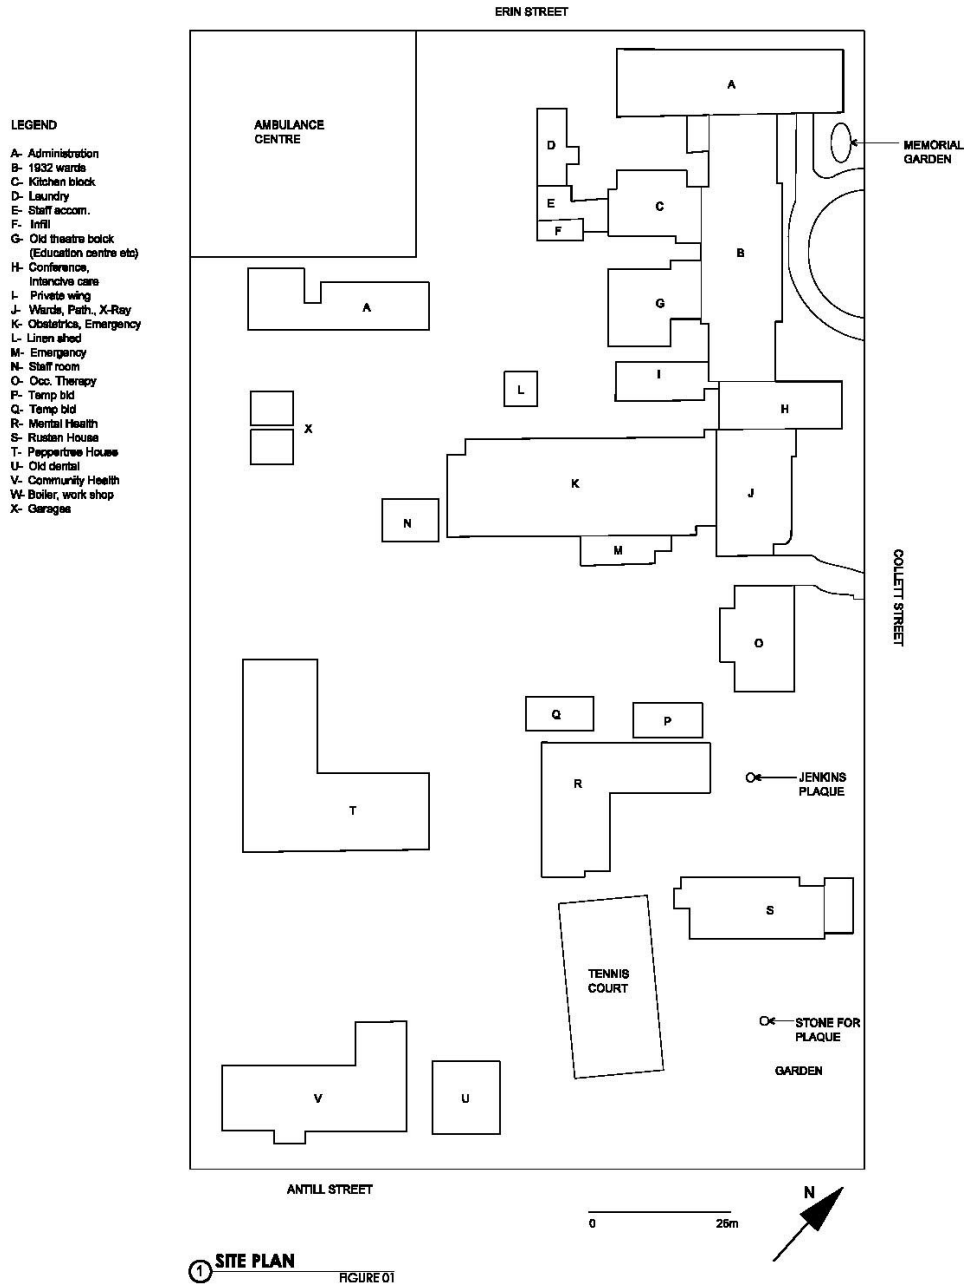 ERIN STREET
LEGEND
A- Administration
B- 1932 wards
C- Kitchen block
D- Laundry
E- Staff accom.
F- Infill
G- Old theatre bolck
(Education centre etc)
H- Conference,
Intencive care
I- Private wing
J- Wards, Path., X-Ray
K- Obstetrics, Emergency
L- Linen shed
M- Emergency
N- Staff room
O- Occ. Therapy
P- Temp bld
Q- Temp bld
R- Mental Health
S- Rusten House
T- Peppertree House
U- Old dental
V- Community Health
W- Boiler, work shop
X- Garages
AMBULANCE
CENTRE
A
MEMORIAL
GARDEN
D
E
F
C
B
G
A
I
L
H
X
K
J
N
M
COLLETT STREET
O
Q
P
R
JENKINS
PLAQUE
T
S
TENNIS
COURT
STONE FOR
PLAQUE
GARDEN
V
U
ANTILL STREET
N
0 25m
1 SITE PLAN
FIGURE 01